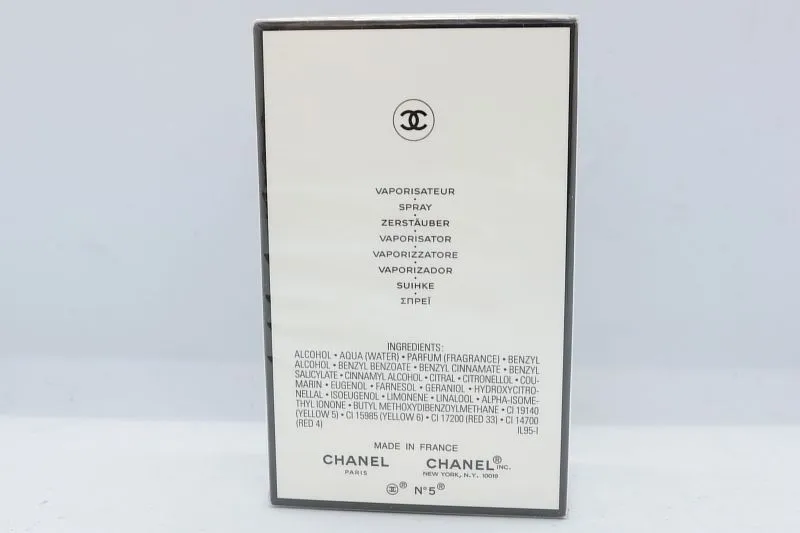 VAPORISATEUR
SPRAY
ZERSTÄUBER
VAPORISATOR
VAPORIZZATORE
VAPORIZADOR
SUIHKE
ΣΠΡΕΪ
INGREDIENTS:
ALCOHOL • AQUA (WATER) • PARFUM (FRAGRANCE) • BENZYL
ALCOHOL • BENZYL BENZOATE • BENZYL CINNAMATE • BENZYL
SALICYLATE • CINNAMYL ALCOHOL • CITRAL • CITRONELLOL • COU-
MARIN • EUGENOL • FARNESOL • GERANIOL • HYDROXYCITRO-
NELLAL • ISOEUGENOL • LIMONENE • LINALOOL • ALPHA-ISOME-
THYL IONONE • BUTYL METHOXYDIBENZOYLMETHANE • CI 19140
(YELLOW 5) • CI 15985 (YELLOW 6) • CI 17200 (RED 33) • CI 14700
(RED 4) IL95-I
MADE IN FRANCE
CHANEL CHANEL® INC.
PARIS NEW YORK, N.Y. 10019
® N°5®